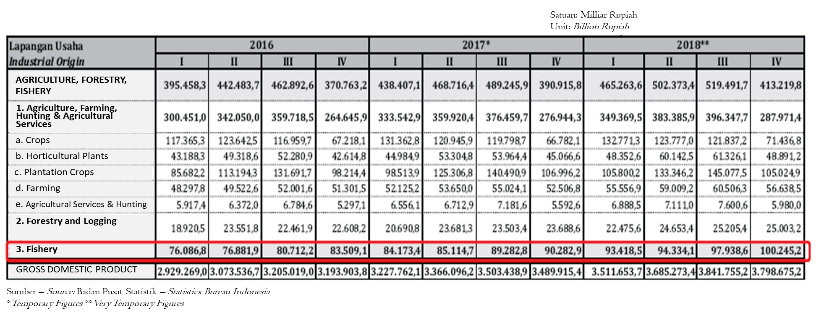 Satuan: Milliar Rupiah
Unit: Billion Rupiah
Lapangan Usaha 2016 2017* 2018**
Industrial Origin I II III IV I II III IV I II III IV
AGRICULTURE, FORESTRY,
FISHERY 395.458,3 442.483,7 462.892,6 370.763,2 438.407,1 468.716,4 489.245,9 390.915,8 465.263,6 502.373,4 519.491,7 413.219,8
1. Agriculture, Farming,
Hunting & Agricultural
Services 300.451,0 342.050,0 359.718,5 264.645,9 333.542,9 359.920,4 376.459,7 276.944,3 349.369,5 383.385,9 396.347,7 287.971,4
a. Crops 117.365,3 123.642,5 116.959,7 67.218,1 131.362,8 120.945,9 119.798,7 66.782,1 132.771,3 123.777,0 121.837,2 71.436,8
b. Horticultural Plants 43.188,3 49.318,6 52.280,9 42.614,8 44.984,9 53.304,8 53.964,4 45.066,6 48.352,6 60.142,5 61.326,1 48.891,2
c. Plantation Crops 85.682,2 113.194,3 131.691,7 98.214,4 98.513,9 125.306,8 140.490,9 106.996,2 105.800,2 133.346,2 145.077,5 105.024,9
d. Farming 48.297,8 49.522,6 52.001,6 51.301,5 52.125,2 53.650,0 55.024,1 52.506,8 55.556,9 59.009,2 60.506,3 56.638,5
e. Agricultural Services & Hunting 5.917,4 6.372,0 6.784,6 5.297,1 6.556,1 6.712,9 7.181,6 5.592,6 6.888,5 7.111,0 7.600,6 5.980,0
2. Forestry and Logging 18.920,5 23.551,8 22.461,9 22.608,2 20.690,8 23.681,3 23.503,4 23.688,6 22.475,6 24.653,4 25.205,4 25.003,2
3. Fishery 76.086,8 76.881,9 80.712,2 83.509,1 84.173,4 85.114,7 89.282,8 90.282,9 93.418,5 94.334,1 97.938,6 100.245,2
GROSS DOMESTIC PRODUCT 2.929.269,0 3.073.536,7 3.205.019,0 3.193.903,8 3.227.762,1 3.366.096,2 3.503.438,9 3.489.915,4 3.511.653,7 3.685.273,4 3.841.755,2 3.798.675,2
Sumber – Source: Badan Pusat Statistik – Statistics Bureau Indonesia
* Temporary Figures ** Very Temporary Figures